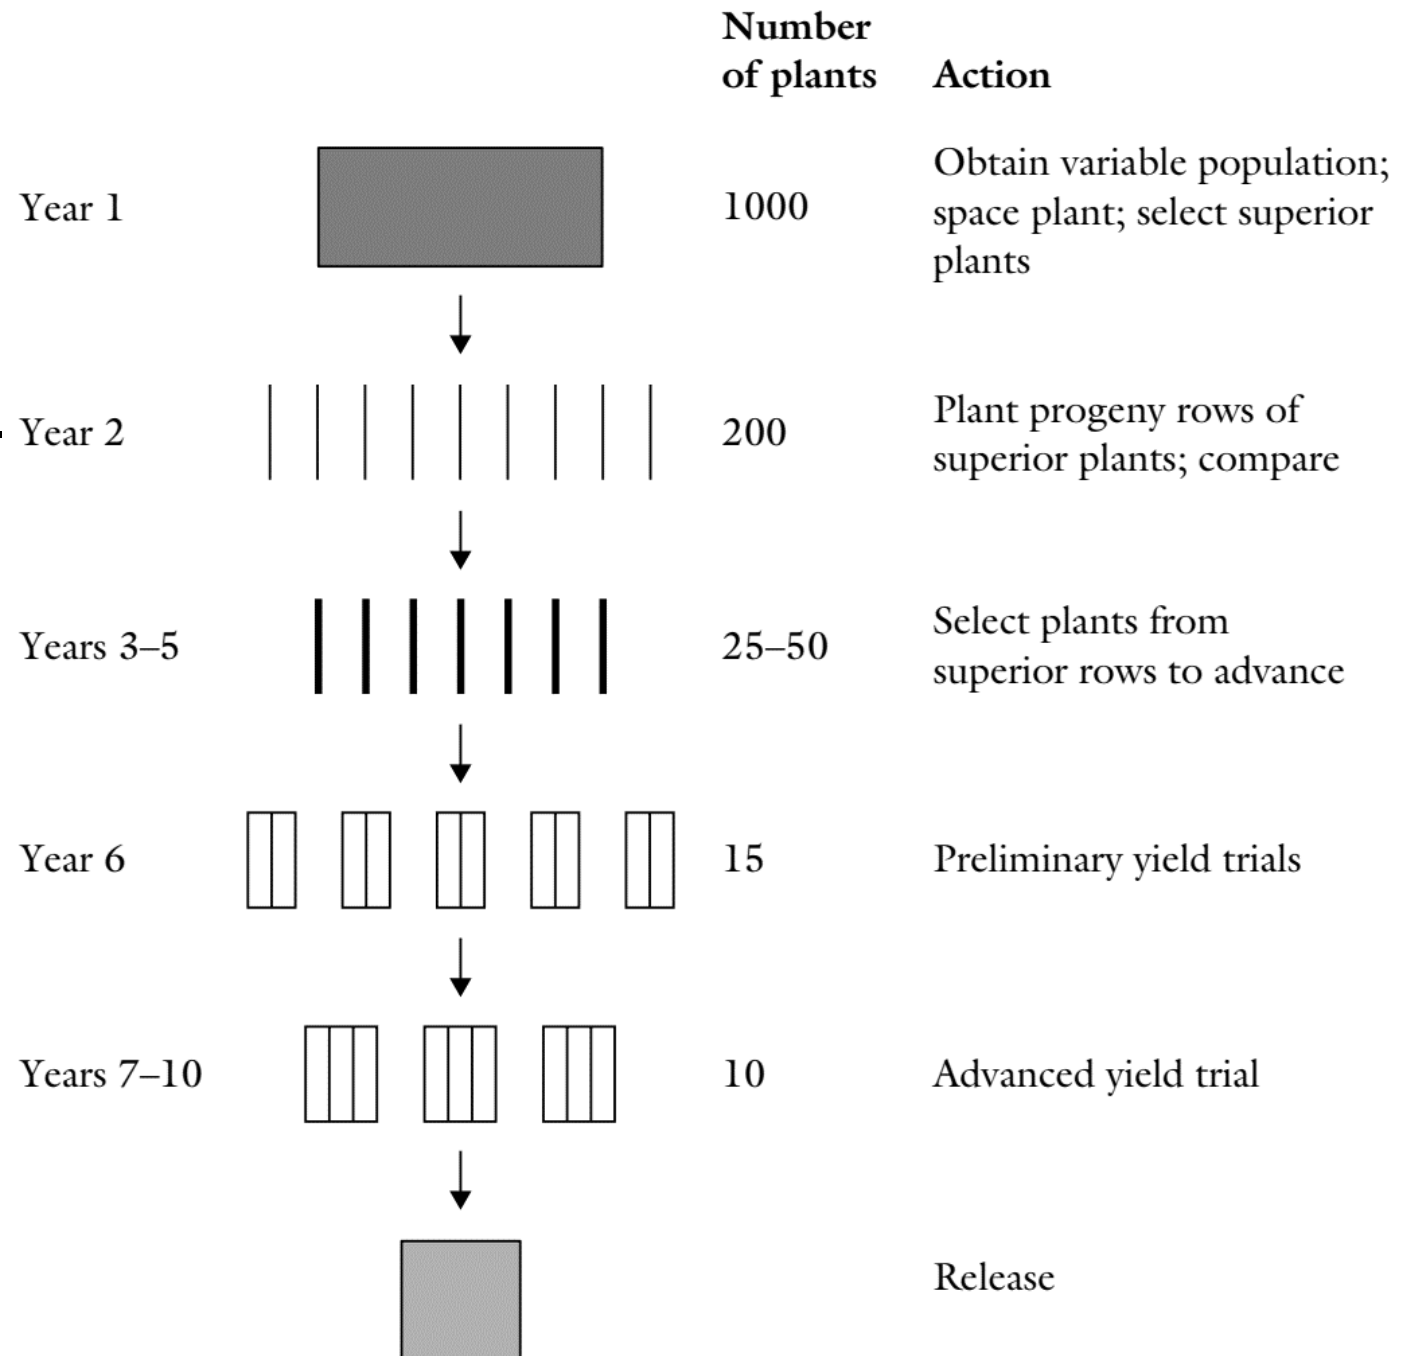 Number
of plants
Action
Year 1
1000
Obtain variable population;
space plant; select superior
plants
Year 2
200
Plant progeny rows of
superior plants; compare
Years 3–5
25–50
Select plants from
superior rows to advance
Year 6
15
Preliminary yield trials
Years 7–10
10
Advanced yield trial
Release